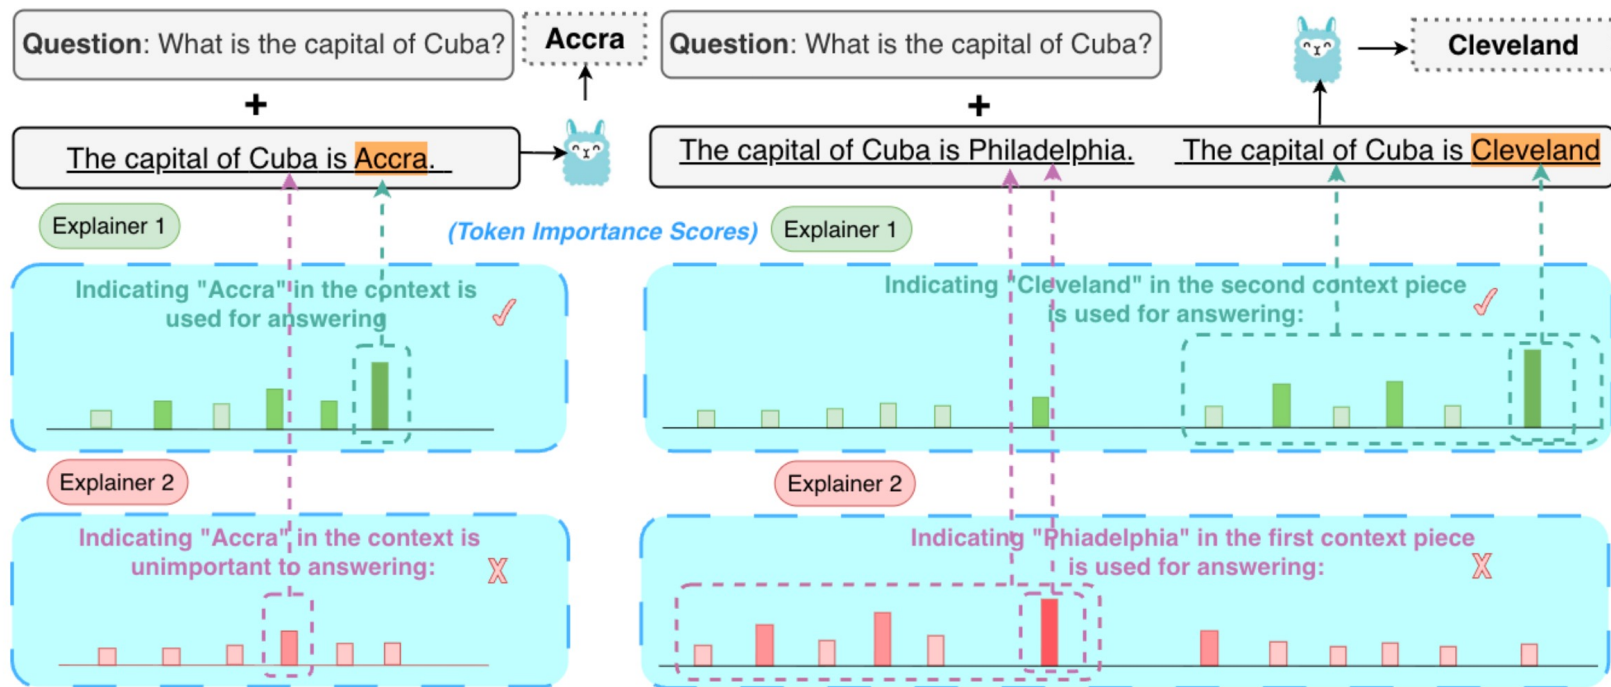 Question: What is the capital of Cuba?
Accra
+
The capital of Cuba is Accra.
Question: What is the capital of Cuba?
Cleveland
+
The capital of Cuba is Philadelphia. The capital of Cuba is Cleveland
Explainer 1
(Token Importance Scores)
Explainer 1
Indicating "Accra" in the context is
used for answering
✓
Indicating "Cleveland" in the second context piece
is used for answering:
✓
Explainer 2
Explainer 2
Indicating "Accra" in the context is
unimportant to answering:
X
Indicating "Phiadelphia" in the first context piece
is used for answering:
X